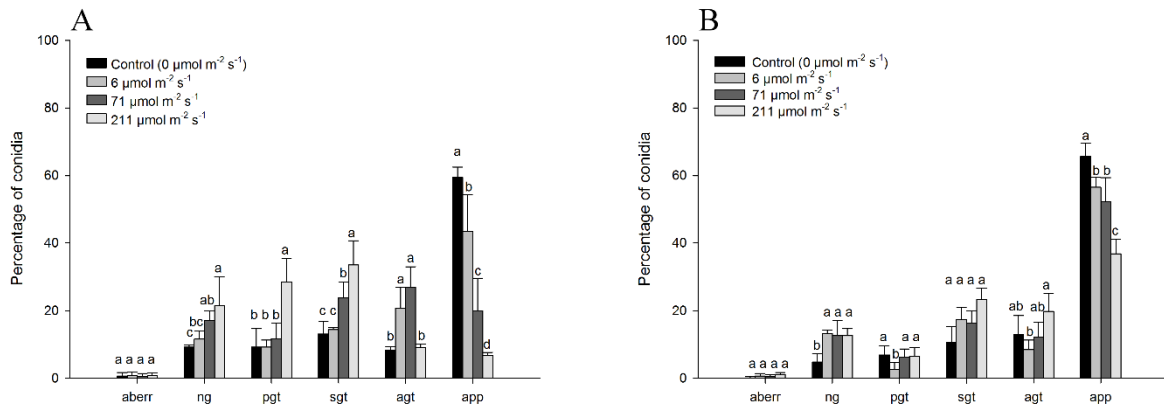 A
100
80
60
40
20
0
Percentage of conidia
Control (0 µmol m⁻² s⁻¹)
6 µmol m⁻² s⁻¹
71 µmol m⁻² s⁻¹
211 µmol m⁻² s⁻¹
a a a a
c bc ab a
b b b a
c c b a
b a a b
a b c d
aberr ng pgt sgt agt app
B
100
80
60
40
20
0
Percentage of conidia
Control (0 µmol m⁻² s⁻¹)
6 µmol m⁻² s⁻¹
71 µmol m⁻² s⁻¹
211 µmol m⁻² s⁻¹
a a a a
b a a a
a b a a
a a a a
ab b ab a
a b b c
aberr ng pgt sgt agt app